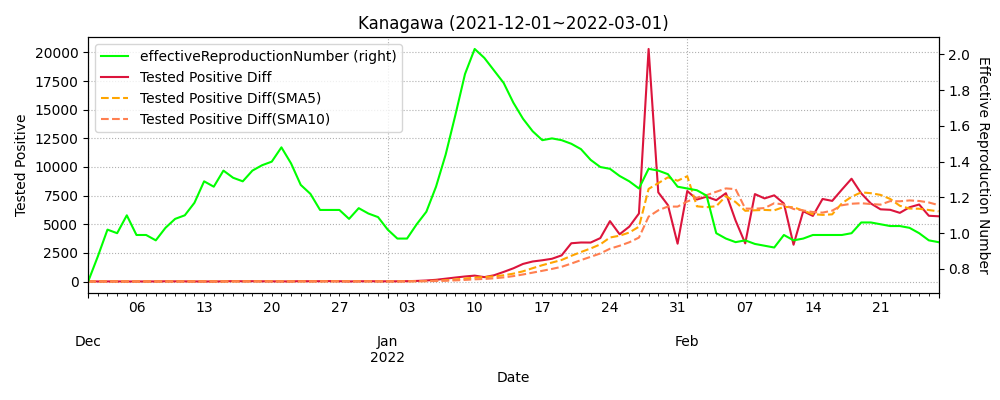 Kanagawa (2021-12-01~2022-03-01)
effectiveReproductionNumber (right)
Tested Positive Diff
Tested Positive Diff(SMA5)
Tested Positive Diff(SMA10)
Tested Positive
20000
17500
15000
12500
10000
7500
5000
2500
0
Effective Reproduction Number
2.0
1.8
1.6
1.4
1.2
1.0
0.8
06 13 20 27 03 10 17 24 31 07 14 21
Dec Jan Feb
2022
Date